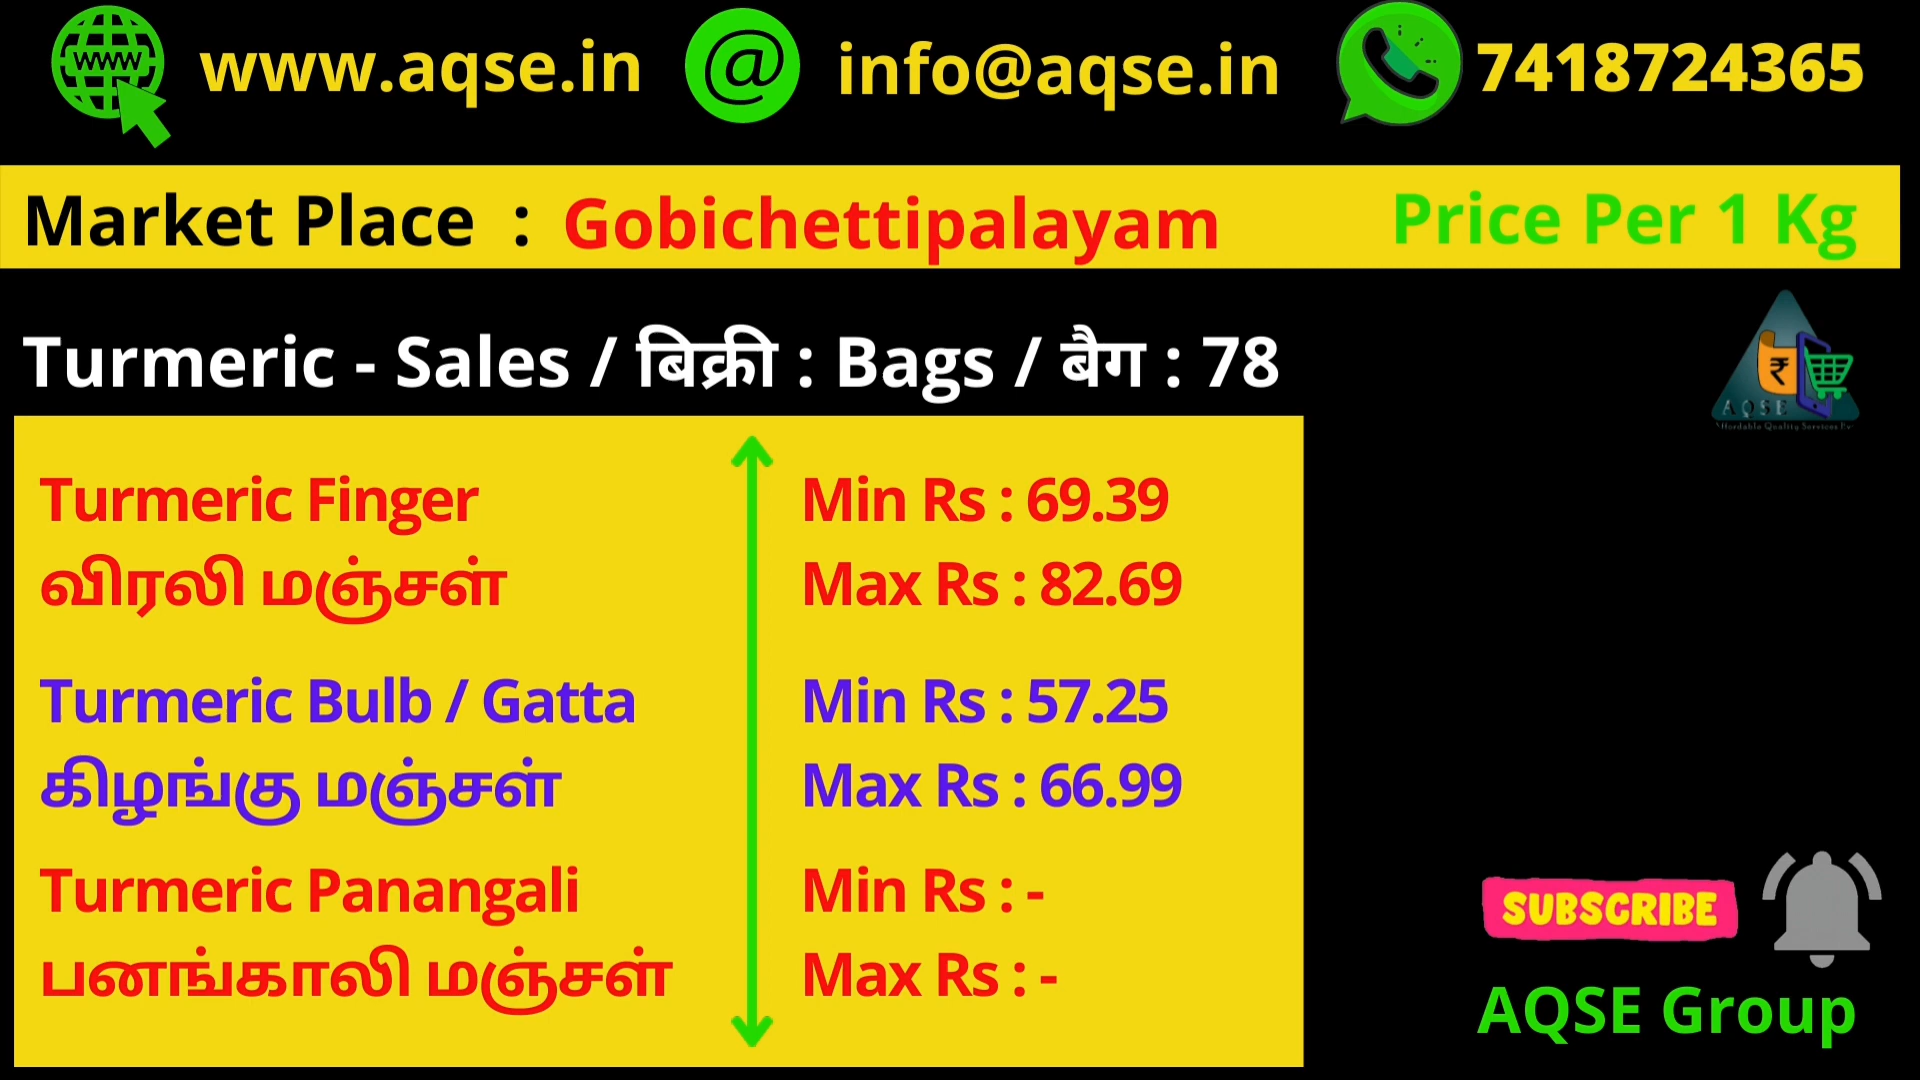 www
www.aqse.in
@
info@aqse.in
7418724365
Market Place : Gobichettipalayam
Price Per 1 Kg
Turmeric - Sales / बिक्री : Bags / बैग : 78
₹
AQSE
Turmeric Finger
Min Rs : 69.39
விரலி மஞ்சள்
Max Rs : 82.69
Turmeric Bulb / Gatta
Min Rs : 57.25
கிழங்கு மஞ்சள்
Max Rs : 66.99
Turmeric Panangali
Min Rs : -
பனங்காலி மஞ்சள்
Max Rs : -
SUBSCRIBE
AQSE Group